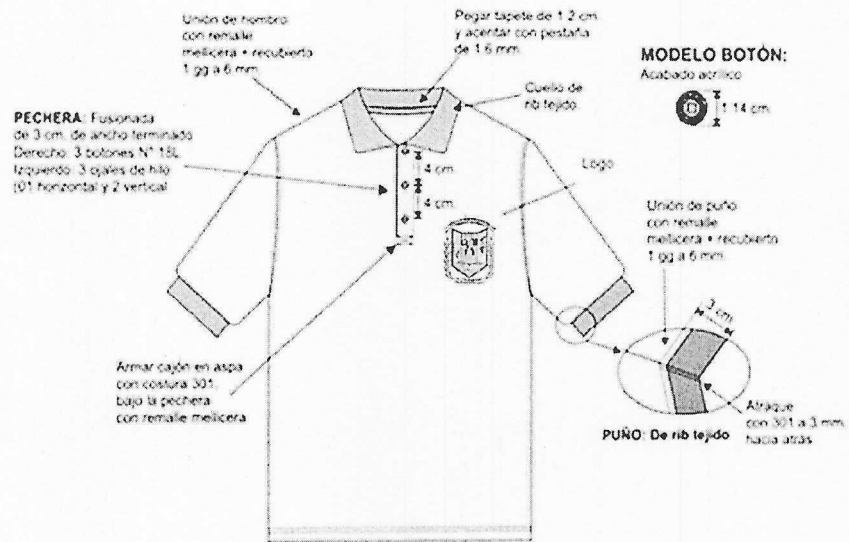 Unión de hombro
con remalle
mellicera + recubierto
1 gg a 6 mm.
Pegar tapete de 1.2 cm.
y acentar con pestaña
de 1.6 mm.
MODELO BOTÓN:
Acabado acrílico
1.14 cm.
Cuello de
rib tejido
PECHERA: Fusionada
de 3 cm. de ancho terminado
Derecho: 3 botones N° 18L
Izquierdo: 3 ojales de hilo
(01 horizontal y 2 vertical
4 cm.
4 cm.
Logo
Unión de puño
con remalle
mellicera + recubierto
1 gg a 6 mm.
3 cm.
Armar cajón en aspa
con costura 301,
bajo la pechera
con remalle mellicera
PUÑO: De rib tejido
Atraque
con 301 a 3 mm.
hacia atrás